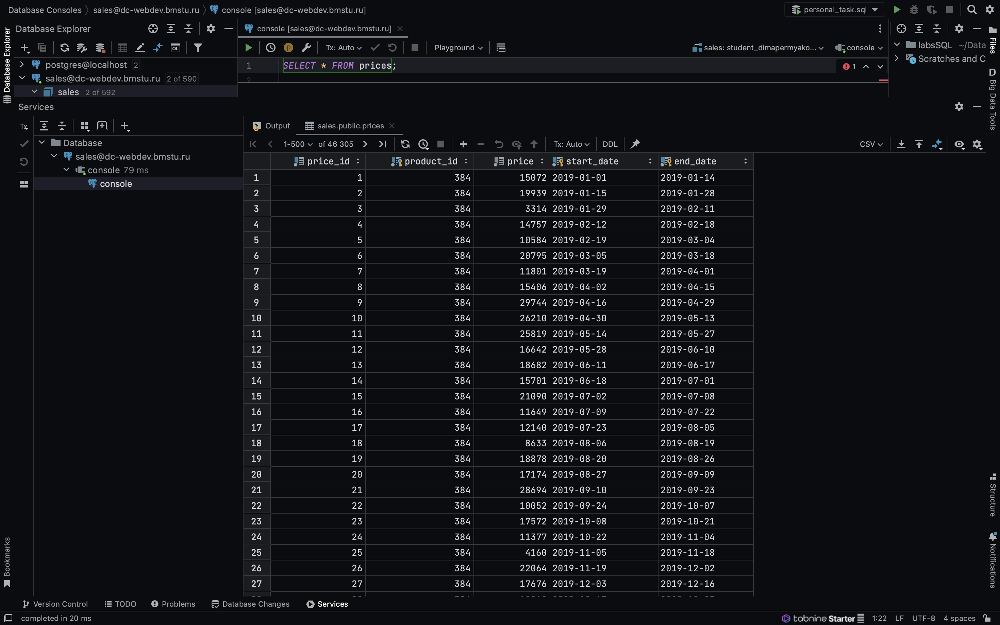 Database Consoles sales@dc-webdev.bmstu.ru console [sales@dc-webdev.bmstu.ru] personal_task.sql
Database Explorer console [sales@dc-webdev.bmstu.ru]
Tx: Auto Playground sales: student_dimapermyako... console
labsSQL ~/Data
Scratches and C
postgres@localhost 2
sales@dc-webdev.bmstu.ru 2 of 590
sales 2 of 592
1 SELECT * FROM prices; 1
2
Services
Tx
Output sales.public.prices
1-500 of 46 305 Tx: Auto DDL CSV
Database
sales@dc-webdev.bmstu.ru
console 79 ms
console
price_id product_id price start_date end_date
1 1 384 15072 2019-01-01 2019-01-14
2 2 384 19939 2019-01-15 2019-01-28
3 3 384 3314 2019-01-29 2019-02-11
4 4 384 14757 2019-02-12 2019-02-18
5 5 384 10584 2019-02-19 2019-03-04
6 6 384 20795 2019-03-05 2019-03-18
7 7 384 11801 2019-03-19 2019-04-01
8 8 384 15406 2019-04-02 2019-04-15
9 9 384 29744 2019-04-16 2019-04-29
10 10 384 26210 2019-04-30 2019-05-13
11 11 384 25819 2019-05-14 2019-05-27
12 12 384 16642 2019-05-28 2019-06-10
13 13 384 18682 2019-06-11 2019-06-17
14 14 384 15701 2019-06-18 2019-07-01
15 15 384 21090 2019-07-02 2019-07-08
16 16 384 11649 2019-07-09 2019-07-22
17 17 384 12140 2019-07-23 2019-08-05
18 18 384 8633 2019-08-06 2019-08-19
19 19 384 18878 2019-08-20 2019-08-26
20 20 384 17174 2019-08-27 2019-09-09
21 21 384 28694 2019-09-10 2019-09-23
22 22 384 10052 2019-09-24 2019-10-07
23 23 384 17572 2019-10-08 2019-10-21
24 24 384 11377 2019-10-22 2019-11-04
25 25 384 4160 2019-11-05 2019-11-18
26 26 384 22064 2019-11-19 2019-12-02
27 27 384 17676 2019-12-03 2019-12-16
Database Explorer
Bookmarks
Files
D Big Data Tools
Structure
Notifications
Version Control TODO Problems Database Changes Services
completed in 20 ms tabnine Starter 1:22 LF UTF-8 4 spaces